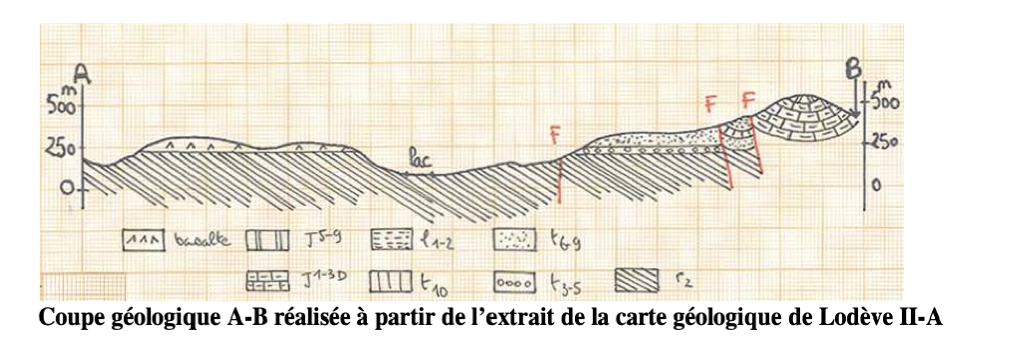 A B
m m
500 500
F F F
250 250
lac
0 0
basalte J5-9 l1-2 t6-9
J1-3D t10 t3-5 r2
Coupe géologique A-B réalisée à partir de l'extrait de la carte géologique de Lodève II-A